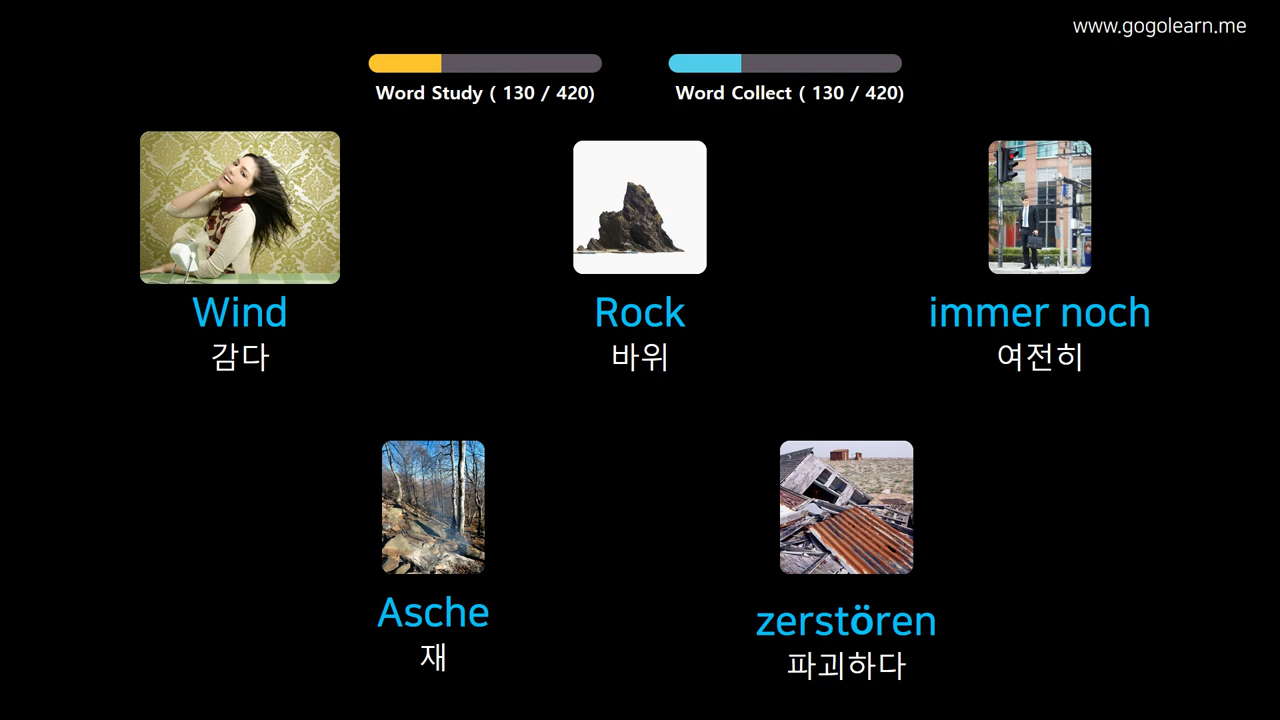 www.gogolearn.me
Word Study ( 130 / 420)
Word Collect ( 130 / 420)
Wind
감다
Rock
바위
immer noch
여전히
Asche
재
zerstören
파괴하다